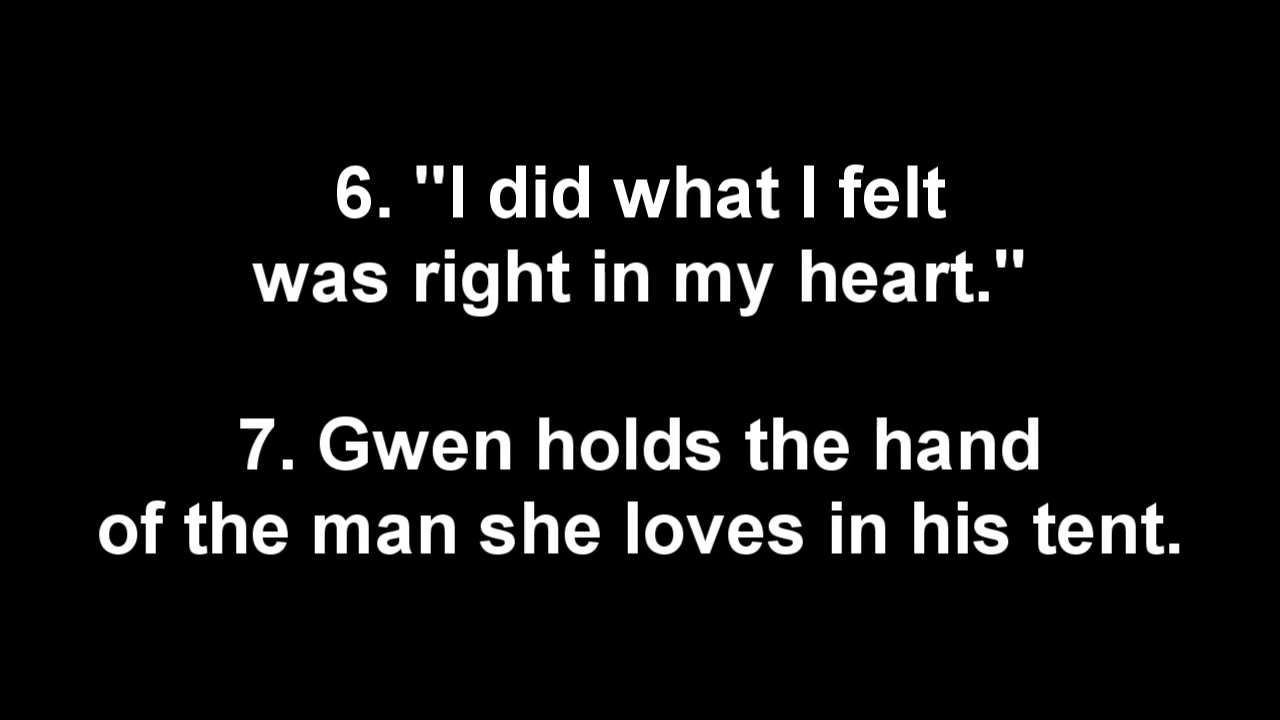 6. "I did what I felt
was right in my heart."
7. Gwen holds the hand
of the man she loves in his tent.